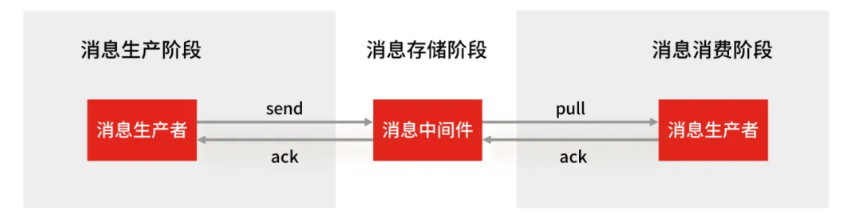 消息生产阶段
消息存储阶段
消息消费阶段
消息生产者
send
ack
消息中间件
pull
ack
消息生产者